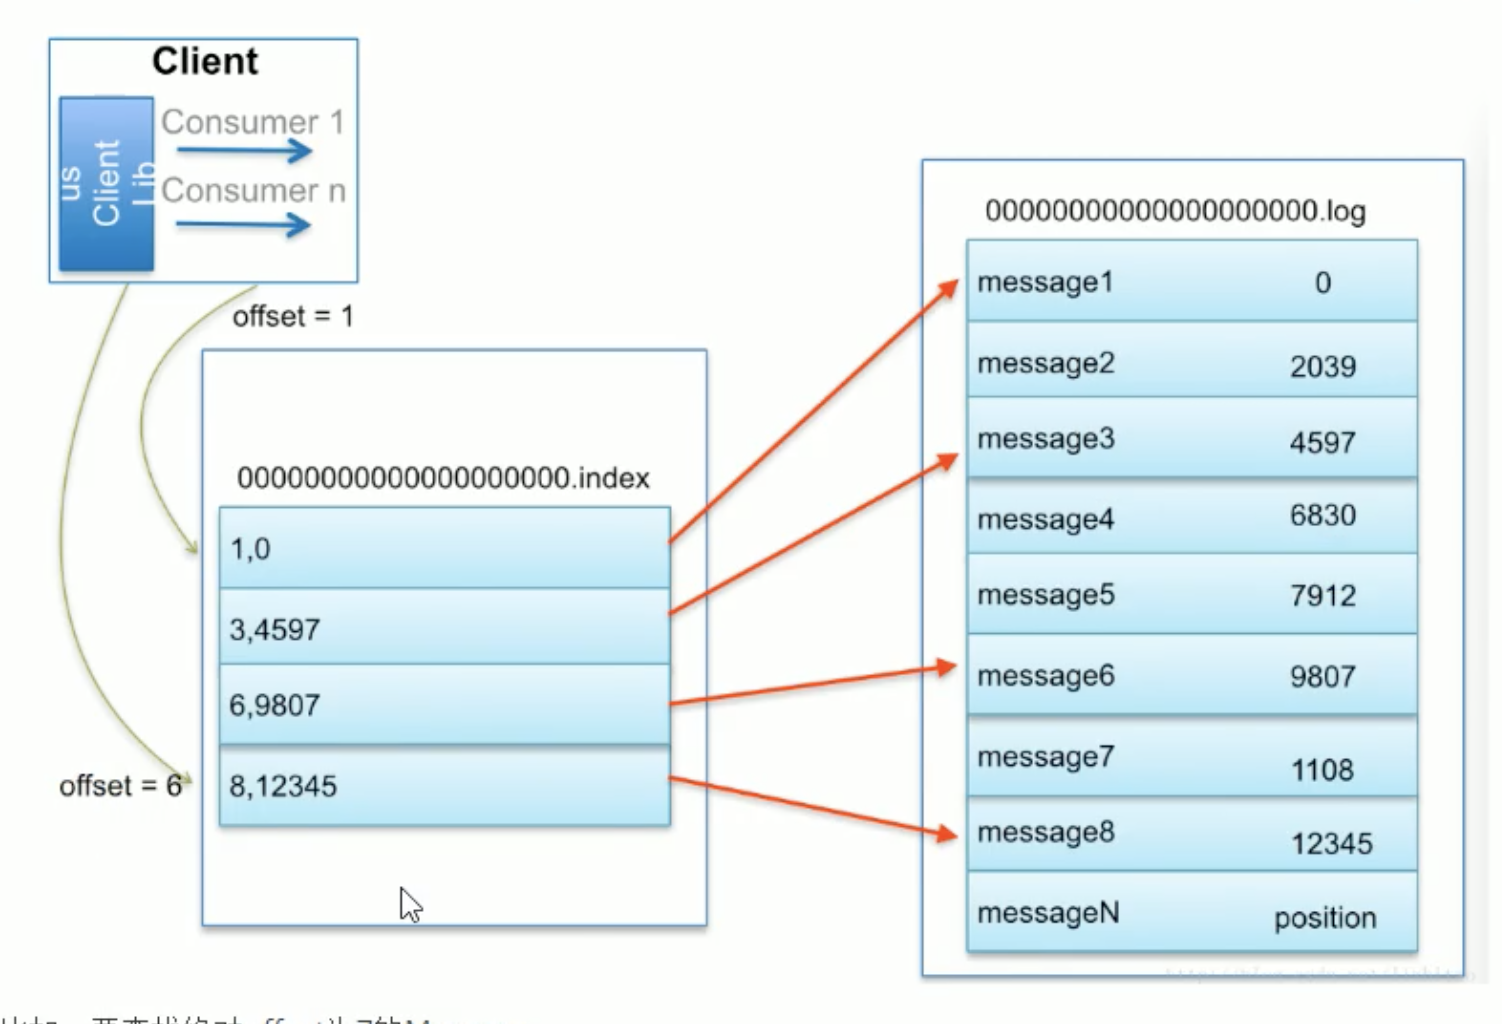 Client
us
Client
Lib
Consumer 1
Consumer n
offset = 1
00000000000000000000.index
1,0
3,4597
6,9807
8,12345
offset = 6
00000000000000000000.log
message1 0
message2 2039
message3 4597
message4 6830
message5 7912
message6 9807
message7 1108
message8 12345
messageN position